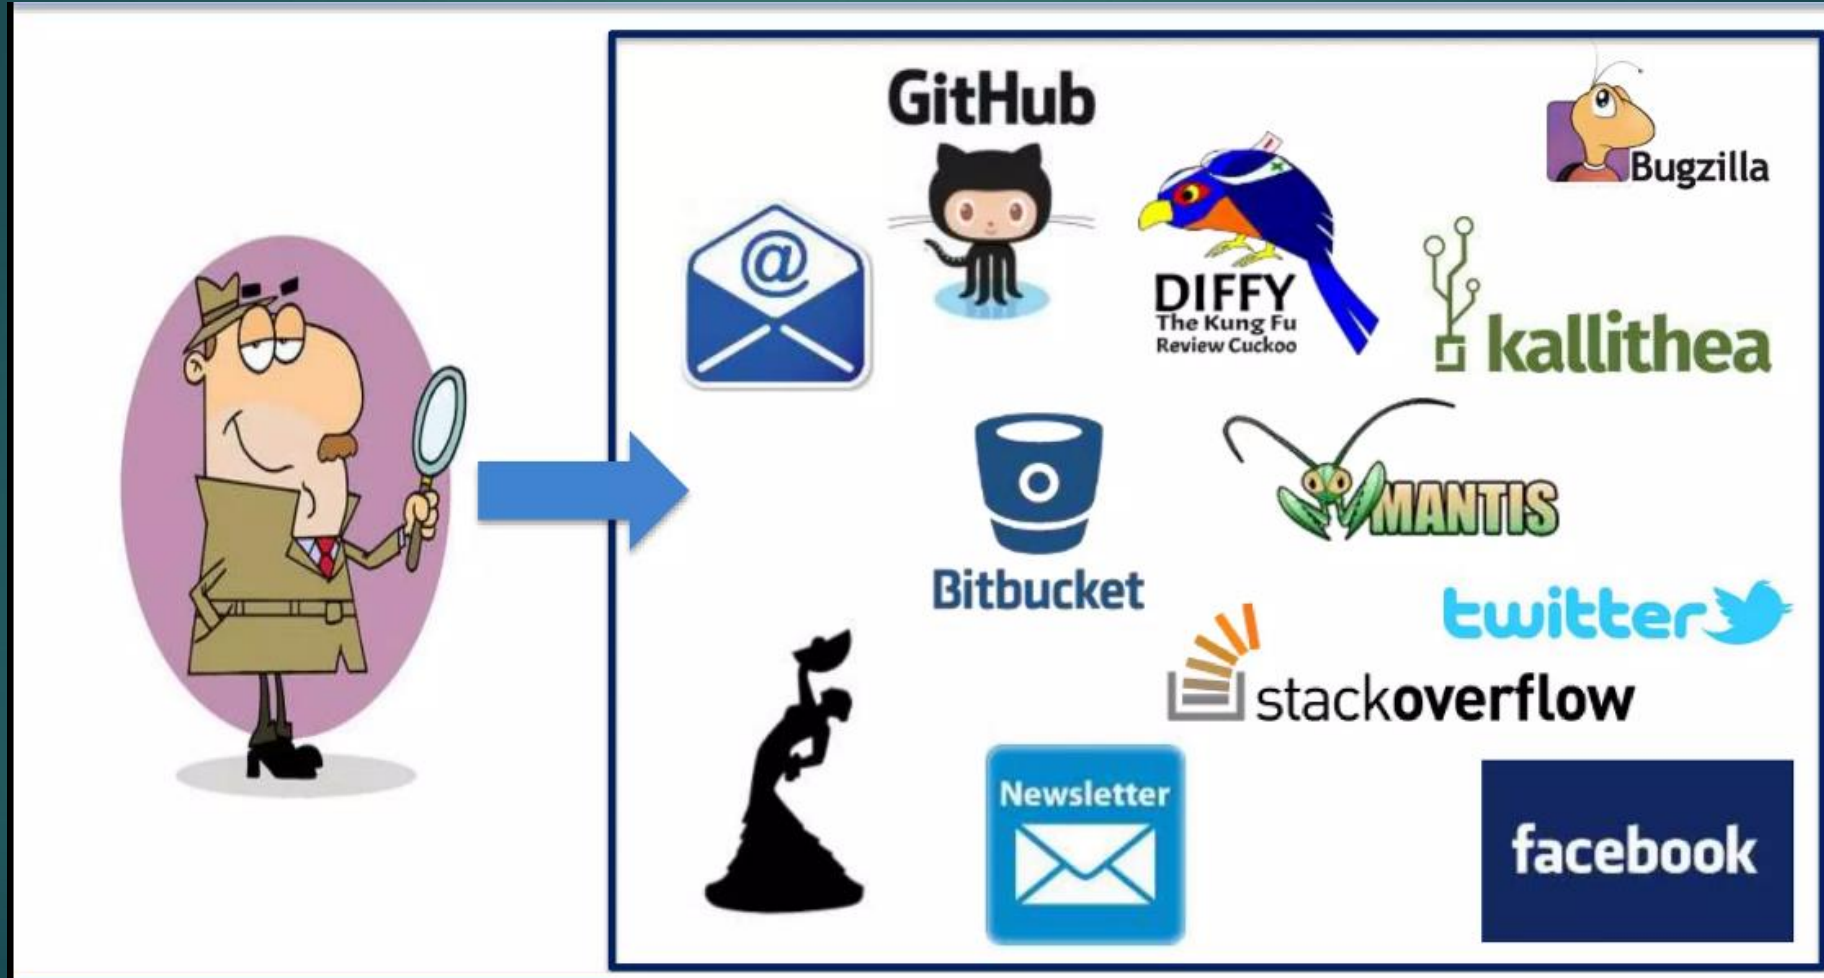 GitHub
Bugzilla
@
DIFFY
The Kung Fu
Review Cuckoo
kallithea
MANTIS
Bitbucket
twitter
stackoverflow
Newsletter
facebook